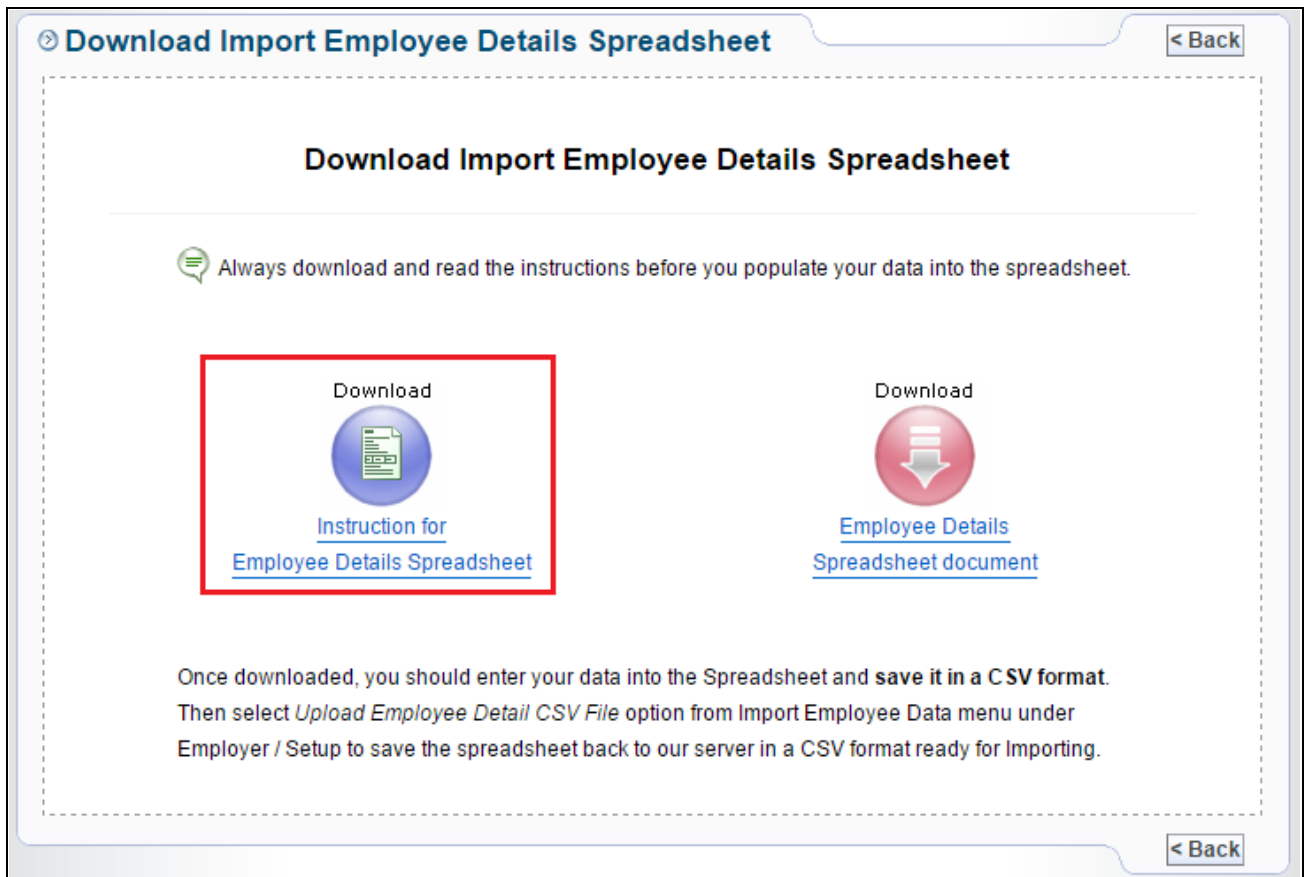 Download Import Employee Details Spreadsheet
< Back
Download Import Employee Details Spreadsheet
Always download and read the instructions before you populate your data into the spreadsheet.
Download
Instruction for
Employee Details Spreadsheet
Download
Employee Details
Spreadsheet document
Once downloaded, you should enter your data into the Spreadsheet and save it in a CSV format.
Then select Upload Employee Detail CSV File option from Import Employee Data menu under
Employer / Setup to save the spreadsheet back to our server in a CSV format ready for Importing.
< Back